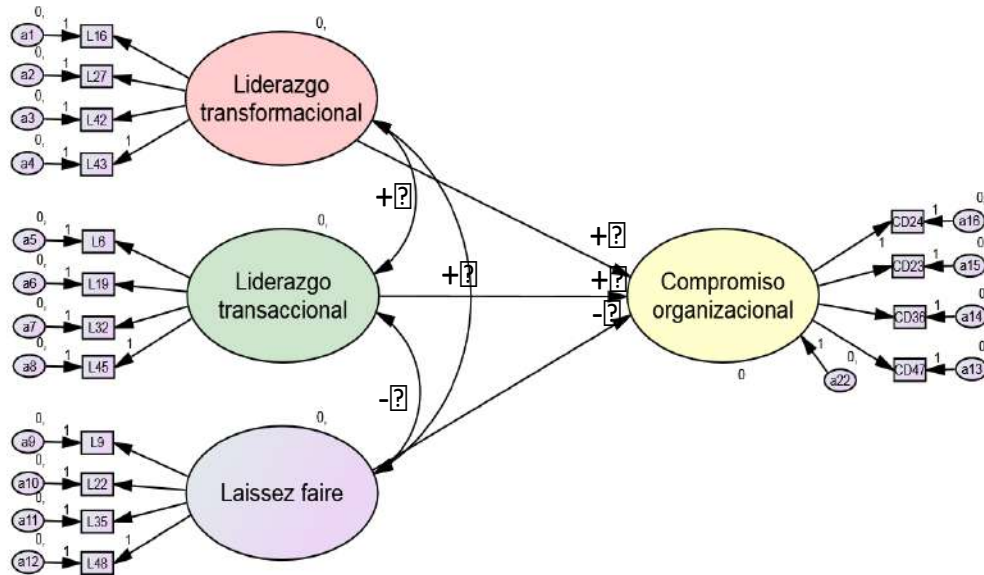 0,
a1 1 L16
0,
a2 1 L27
0,
a3 1 L42
0,
a4 1 L43
1
0,
Liderazgo
transformacional
0,
a5 1 L6
0,
a6 1 L19
0,
a7 1 L32
0,
a8 1 L45
1
0,
Liderazgo
transaccional
0,
a9 1 L9
0,
a10 1 L22
0,
a11 1 L35
0,
a12 1 L48
1
0,
Laissez faire
+?
+?
-?
+?
+?
-?
Compromiso
organizacional
0
1
a22
0,
1
CD24 1 a16
0,
CD23 1 a15
0,
CD36 1 a14
0,
CD47 1 a13
0,